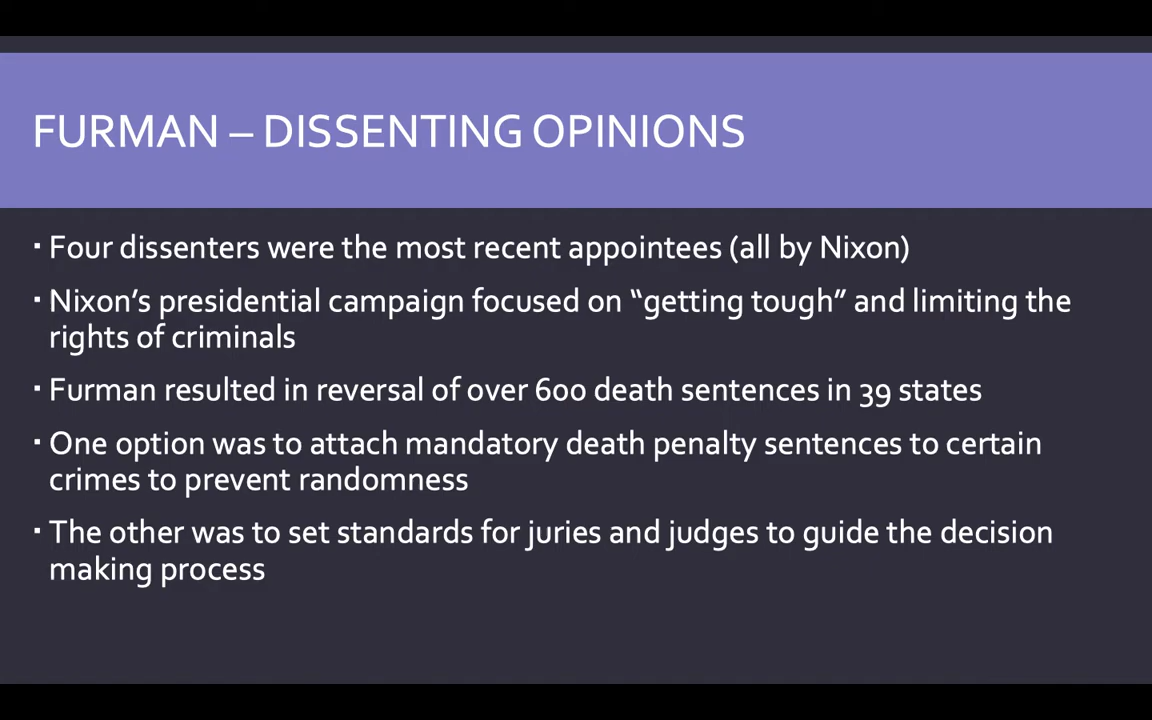 FURMAN – DISSENTING OPINIONS
▪ Four dissenters were the most recent appointees (all by Nixon)
▪ Nixon's presidential campaign focused on “getting tough” and limiting the
rights of criminals
▪ Furman resulted in reversal of over 600 death sentences in 39 states
▪ One option was to attach mandatory death penalty sentences to certain
crimes to prevent randomness
▪ The other was to set standards for juries and judges to guide the decision
making process